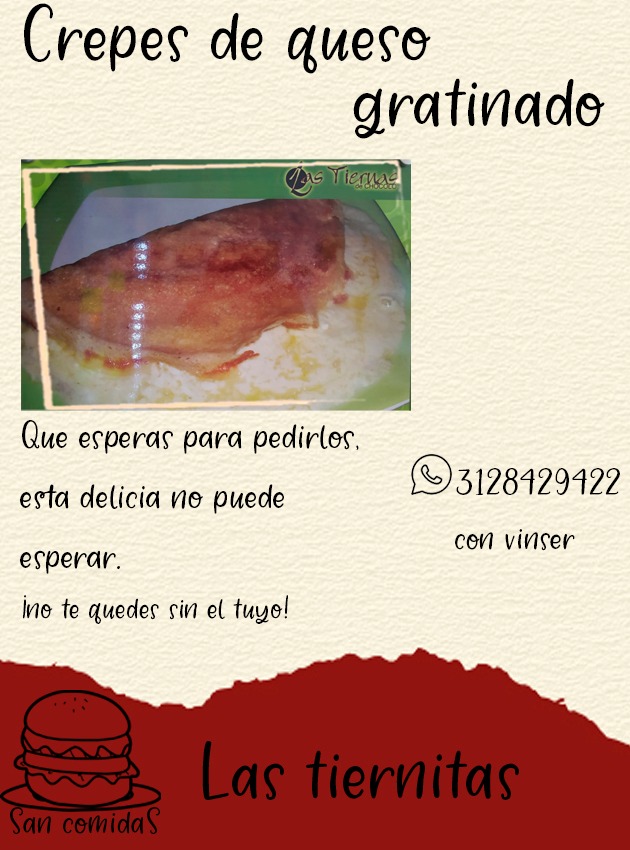 Crepes de queso
gratinado
Las Tiernas
Que esperas para pedirlos,
esta delicia no puede
esperar.
¡no te quedes sin el tuyo!
3128429422
con vinser
Las tiernitas
San comidaS